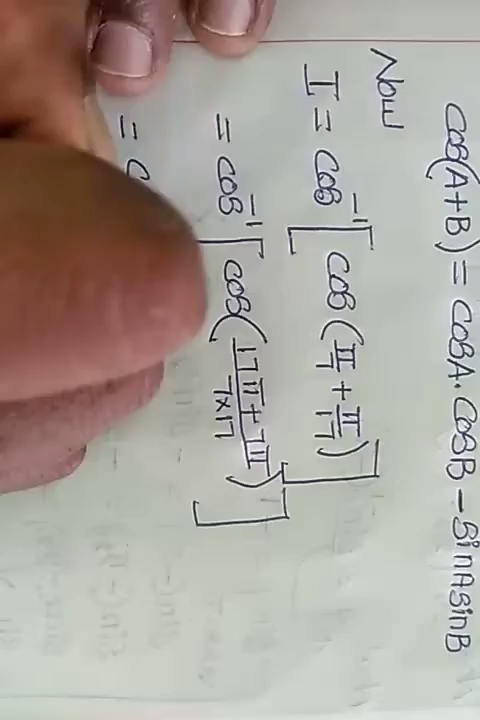 cos(A+B) = cosA.cosB - sinAsinB
Now
I = cos⁻¹[cos(π/7 + π/17)]
= cos⁻¹[cos((17π+7π)/(7×17))]
= c